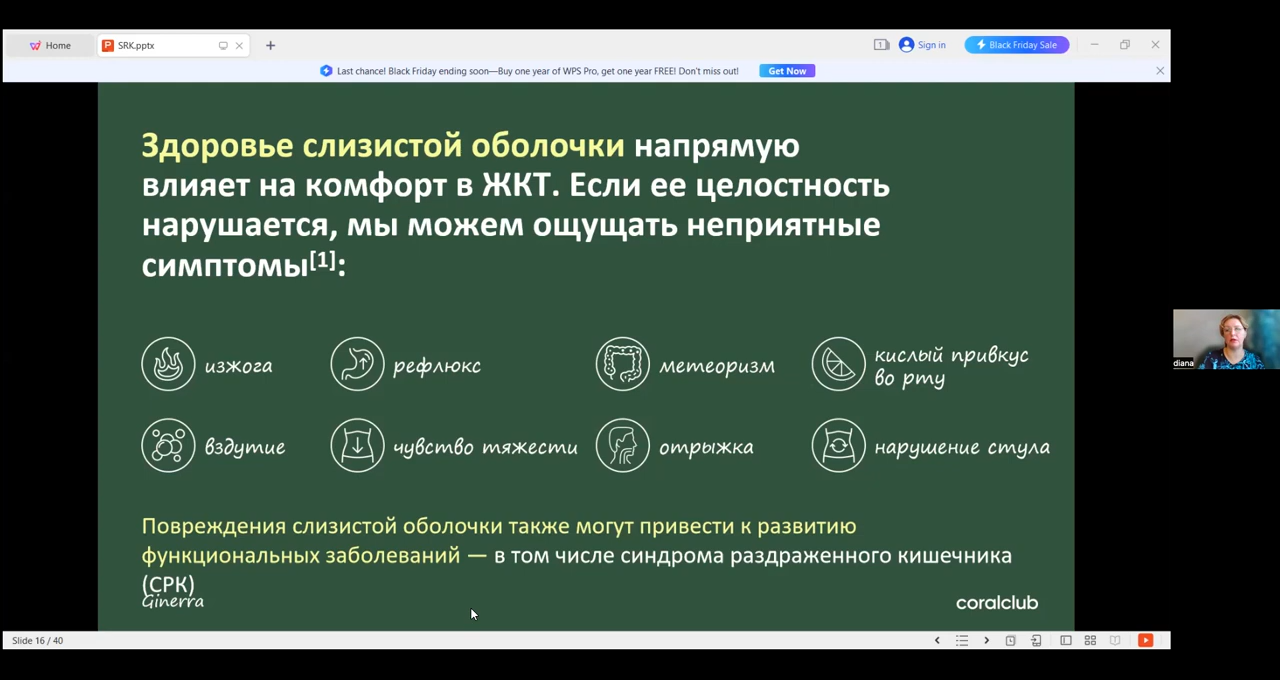 Home
SRK.pptx
1
Sign in
Black Friday Sale
Last chance! Black Friday ending soon—Buy one year of WPS Pro, get one year FREE! Don't miss out!
Get Now
Здоровье слизистой оболочки напрямую
влияет на комфорт в ЖКТ. Если ее целостность
нарушается, мы можем ощущать неприятные
симптомы[1]:
изжога
рефлюкс
метеоризм
кислый привкус
во рту
вздутие
чувство тяжести
отрыжка
нарушение стула
Повреждения слизистой оболочки также могут привести к развитию
функциональных заболеваний — в том числе синдрома раздраженного кишечника
(СРК)
Ginerra
coralclub
diana
Slide 16 / 40